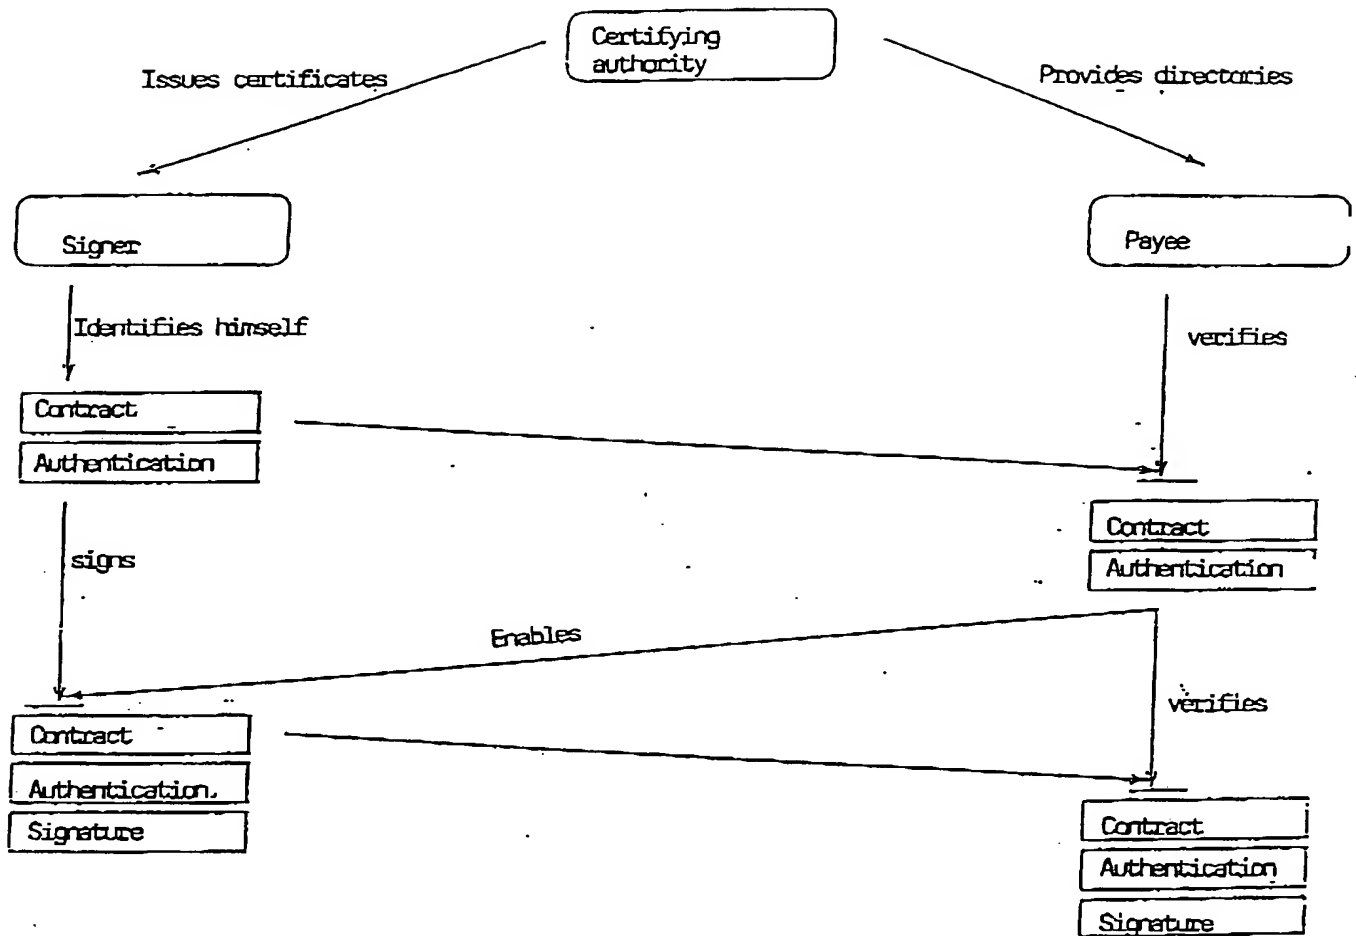 Certifying
authority
Issues certificates
Provides directories
Signer
Payee
Identifies himself
verifies
Contract
Authentication
Contract
Authentication
signs
Enables
verifies
Contract
Authentication.
Signature
Contract
Authentication
Signature